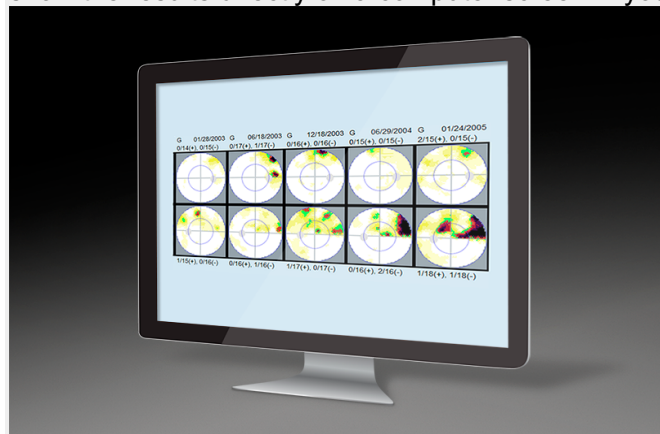 G 01/28/2003 G 06/18/2003 G 12/18/2003 G 06/29/2004 G 01/24/2005
0/14(+), 0/15(-) 0/17(+), 1/17(-) 0/16(+), 0/16(-) 0/15(+), 0/15(-) 2/15(+), 0/15(-)
1/15(+), 0/16(-) 0/16(+), 1/16(-) 1/17(+), 0/17(-) 0/16(+), 2/16(-) 1/18(+), 1/18(-)